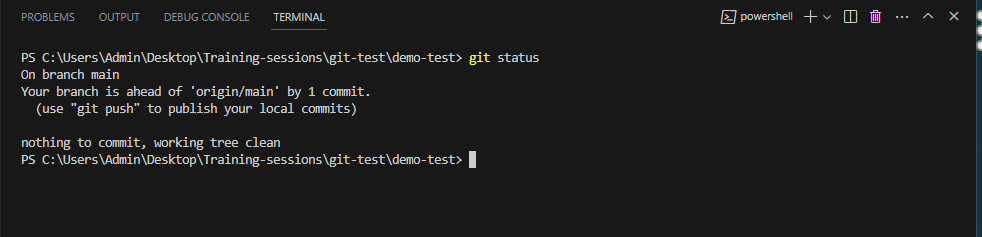 PROBLEMS OUTPUT DEBUG CONSOLE TERMINAL powershell
PS C:\Users\Admin\Desktop\Training-sessions\git-test\demo-test> git status
On branch main
Your branch is ahead of 'origin/main' by 1 commit.
  (use "git push" to publish your local commits)

nothing to commit, working tree clean
PS C:\Users\Admin\Desktop\Training-sessions\git-test\demo-test>